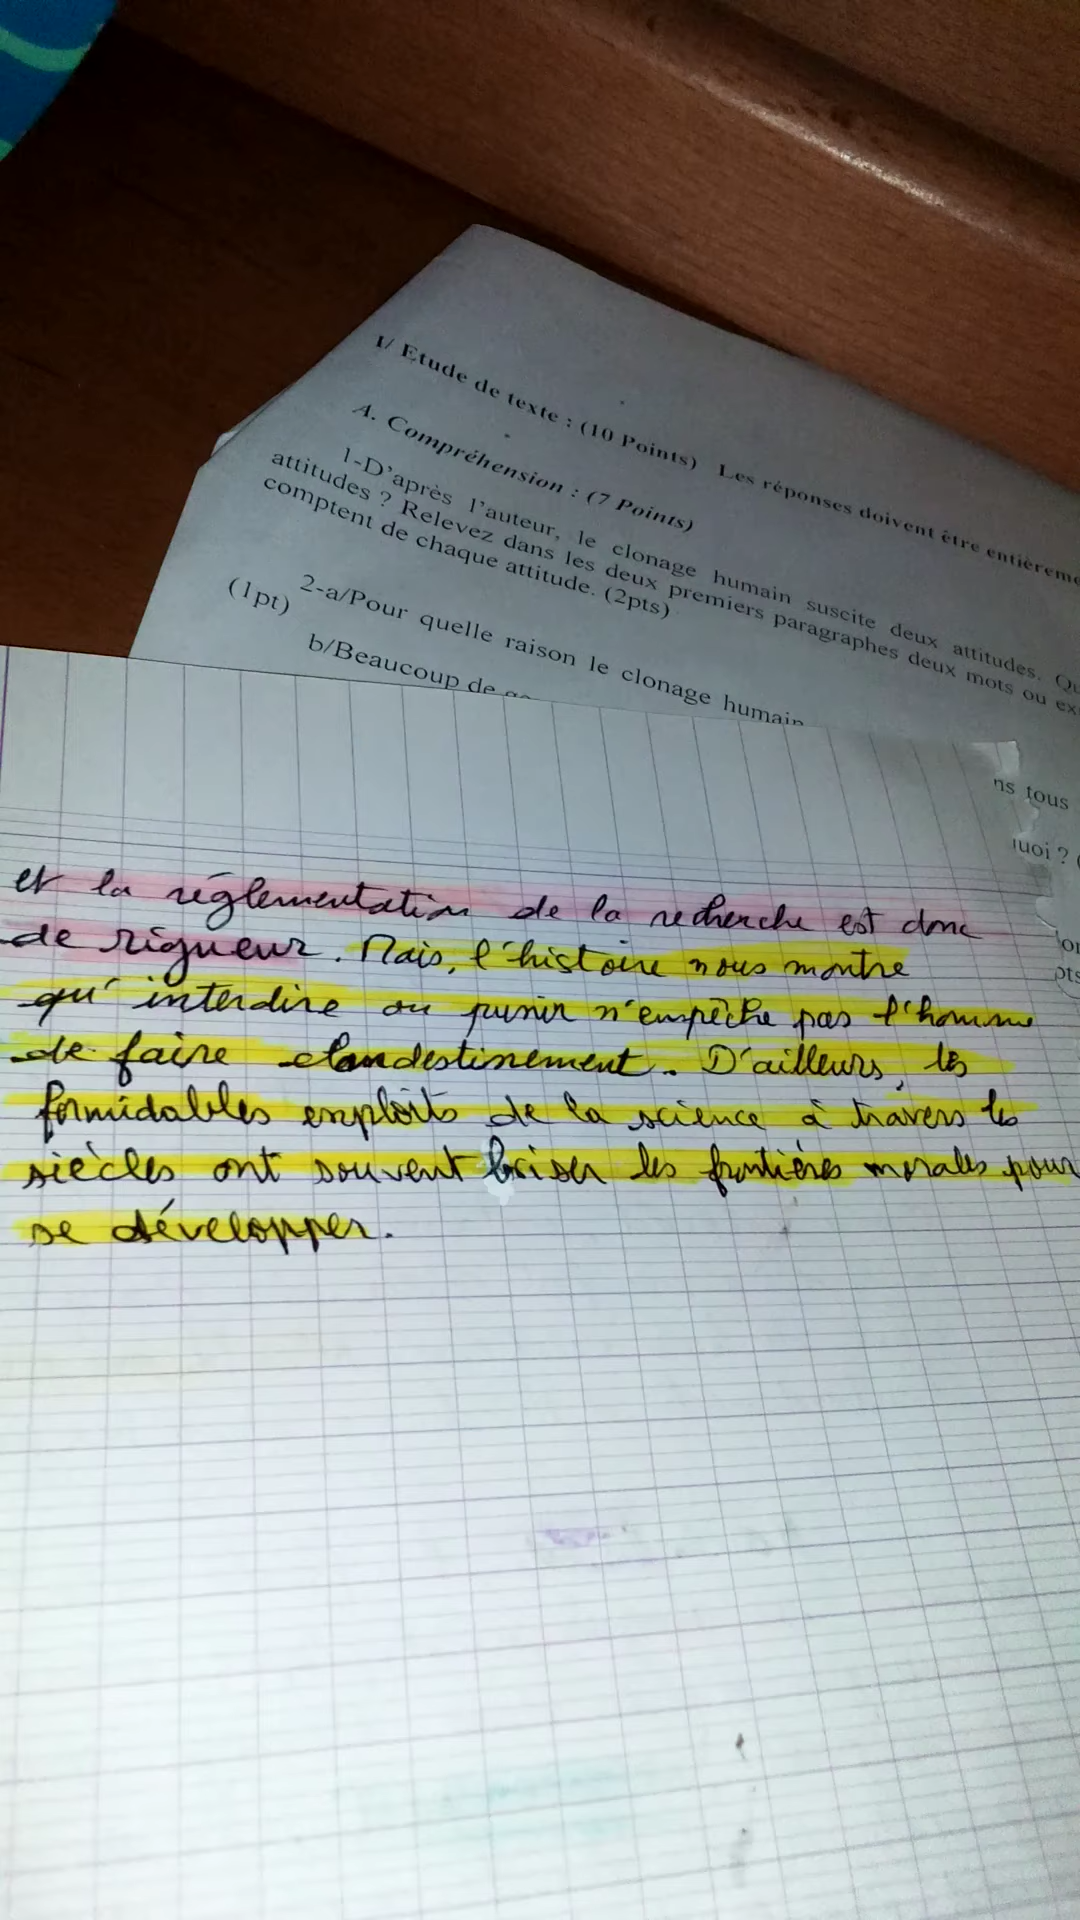 I/ Etude de texte : (10 Points) Les réponses doivent être entièreme
A. Compréhension : (7 Points)
1-D'après l'auteur, le clonage humain suscite deux attitudes. Qu
attitudes ? Relevez dans les deux premiers paragraphes deux mots ou ex
comptent de chaque attitude. (2pts)
2-a/Pour quelle raison le clonage humain
(1pt)
b/Beaucoup de
ns tous
uoi ? (
pts
et la réglementation de la recherche est donc
de rigueur. Mais, l'histoire nous montre
qu'interdire ou punir n'empêche pas l'homme
de faire clandestinement. D'ailleurs, les
formidables exploits de la science à travers les
siècles ont souvent briser les frontières morales pour
se développer.